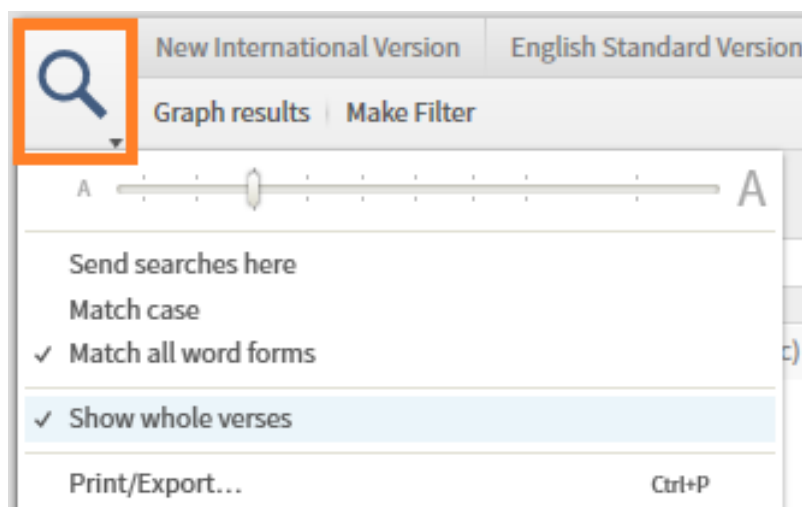 New International Version English Standard Version
Graph results Make Filter
A A
Send searches here
Match case
Match all word forms
c)
Show whole verses
Print/Export... Ctrl+P